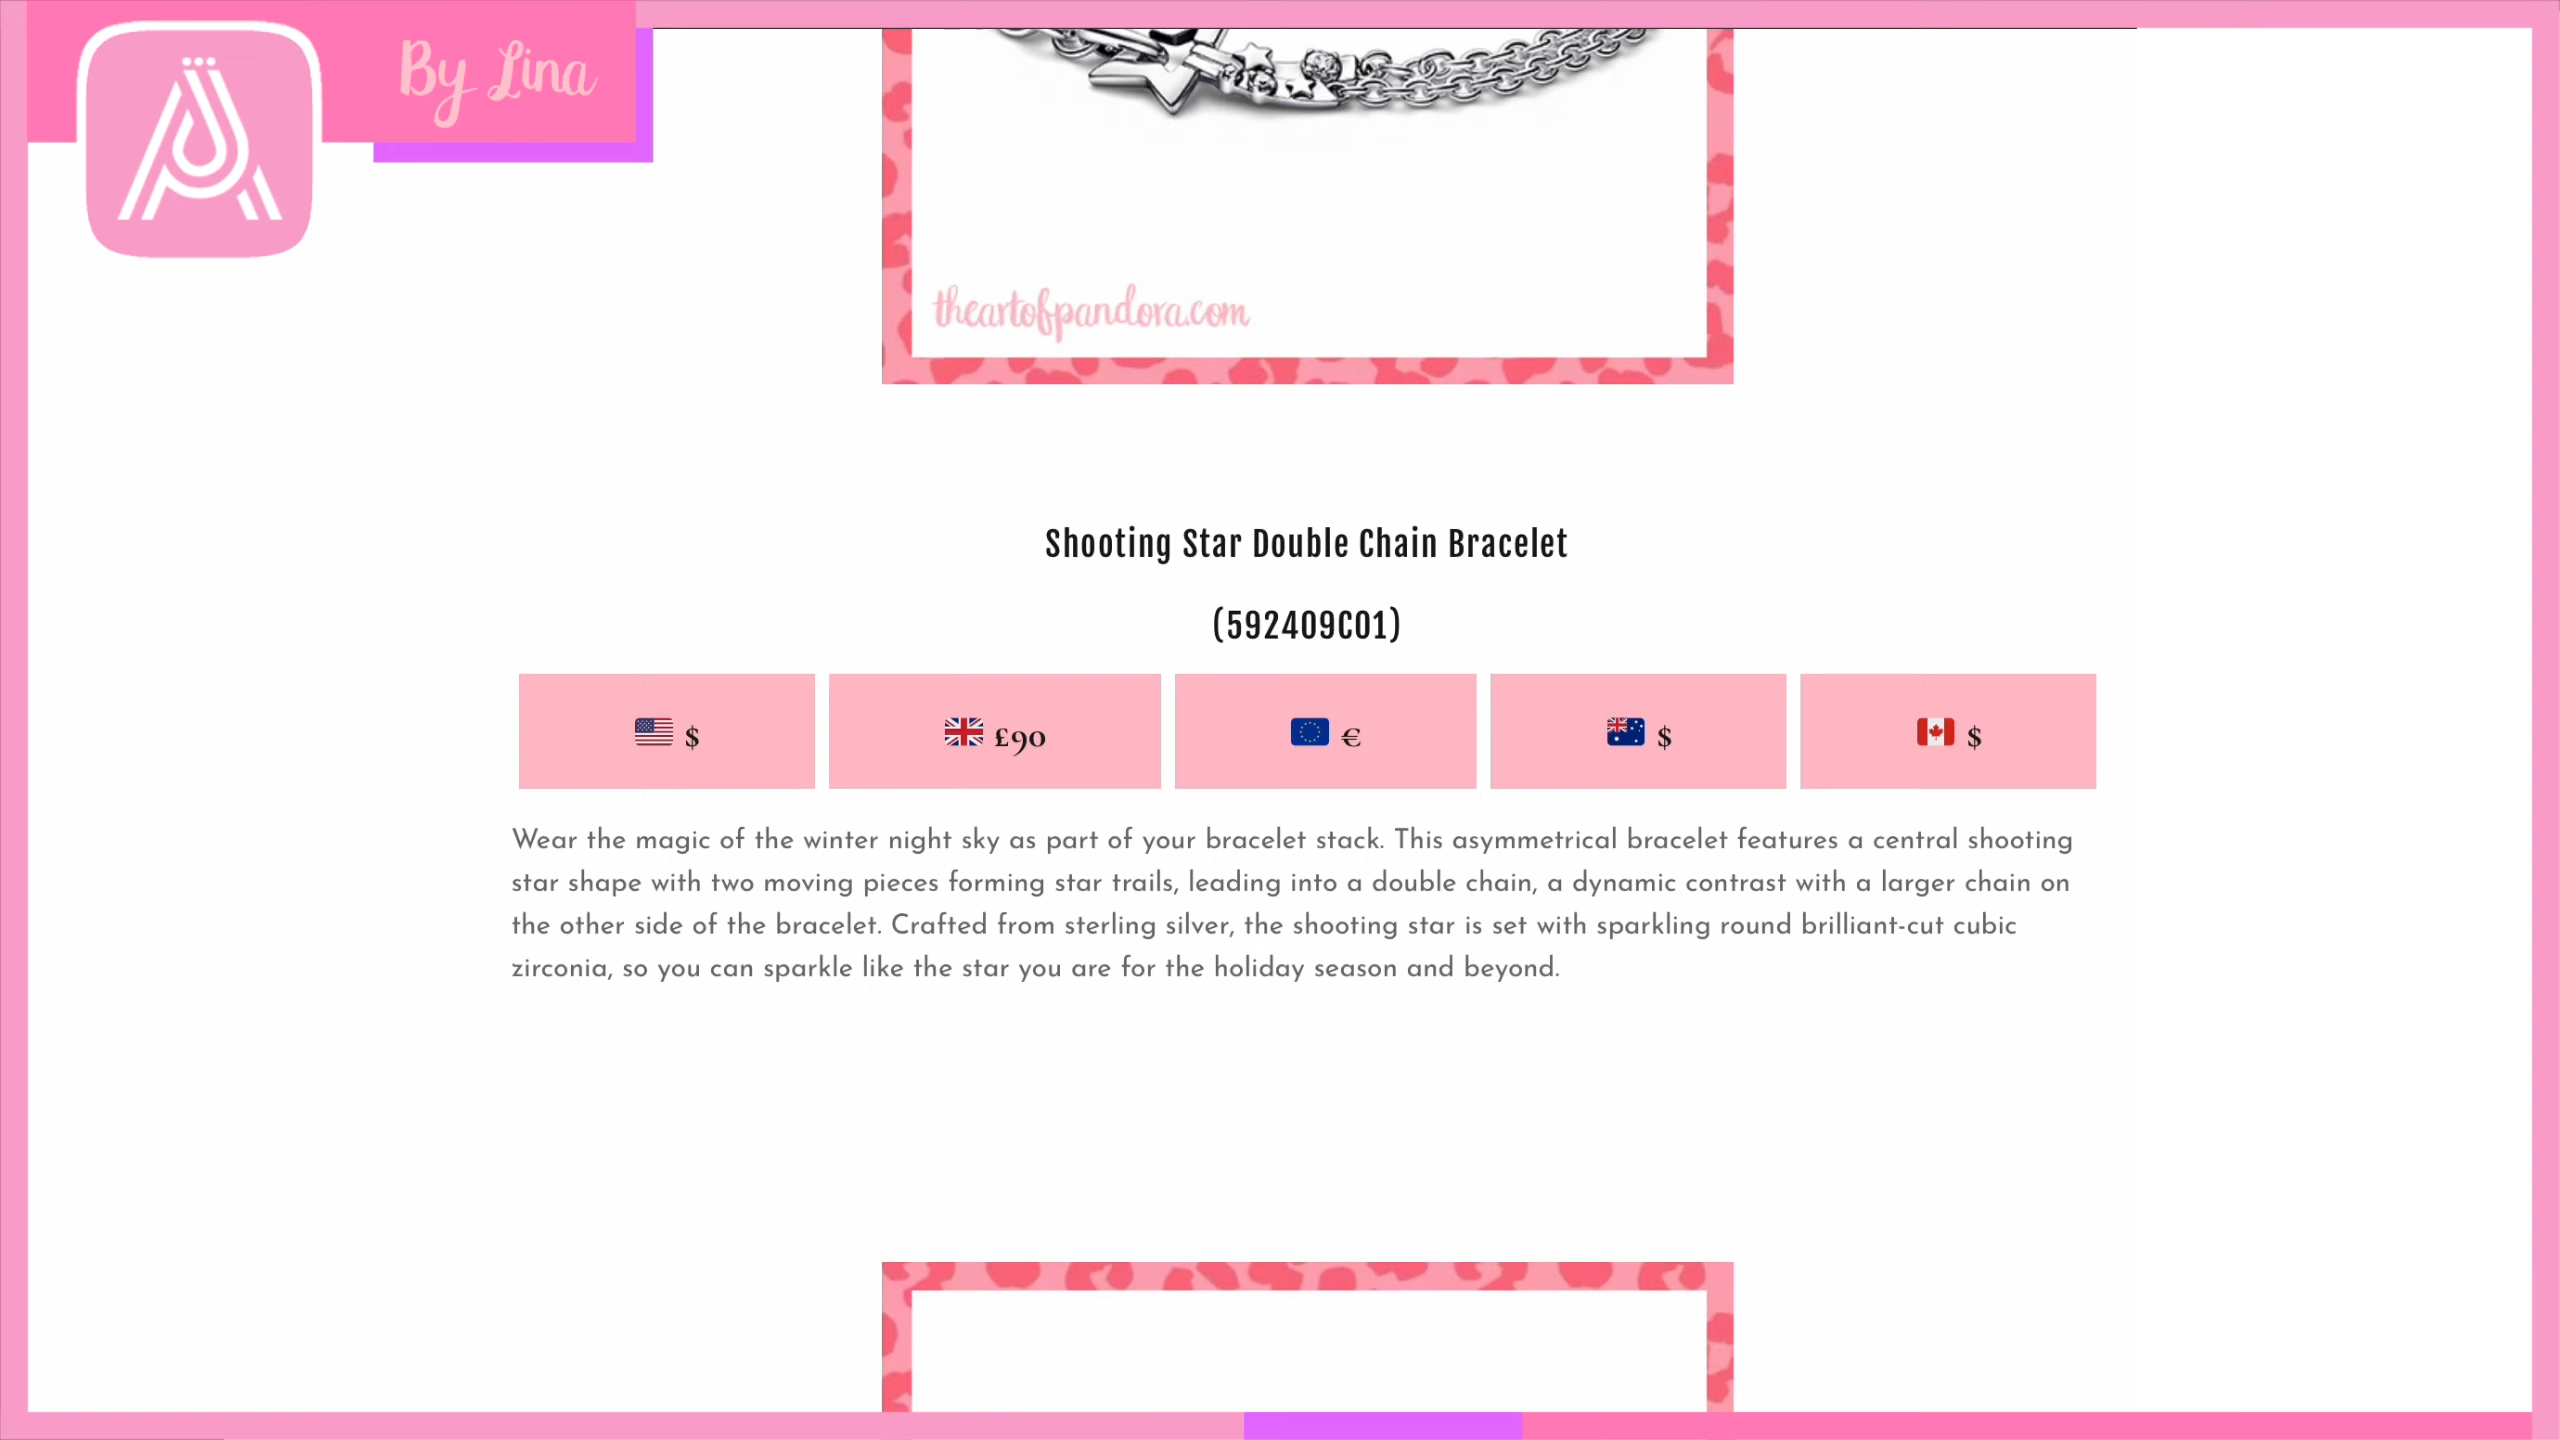 By Lina
theartofpandora.com
Shooting Star Double Chain Bracelet
(592409C01)
$
£90
€
$
$
Wear the magic of the winter night sky as part of your bracelet stack. This asymmetrical bracelet features a central shooting
star shape with two moving pieces forming star trails, leading into a double chain, a dynamic contrast with a larger chain on
the other side of the bracelet. Crafted from sterling silver, the shooting star is set with sparkling round brilliant-cut cubic
zirconia, so you can sparkle like the star you are for the holiday season and beyond.